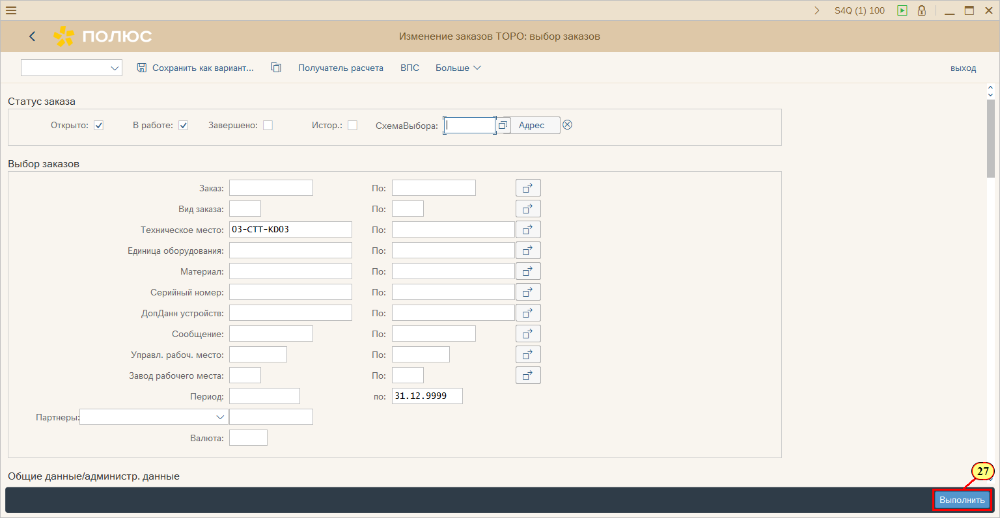 S4Q (1) 100
ПОЛЮС
Изменение заказов ТОРО: выбор заказов
Сохранить как вариант... Получатель расчета ВПС Больше выход
Статус заказа
Открыто: В работе: Завершено: Истор.: СхемаВыбора: Адрес
Выбор заказов
Заказ: По:
Вид заказа: По:
Техническое место: 03-СТТ-KD03 По:
Единица оборудования: По:
Материал: По:
Серийный номер: По:
ДопДанн устройств: По:
Сообщение: По:
Управл. рабоч. место: По:
Завод рабочего места: По:
Период: по: 31.12.9999
Партнеры:
Валюта:
Общие данные/администр. данные
27
Выполнить